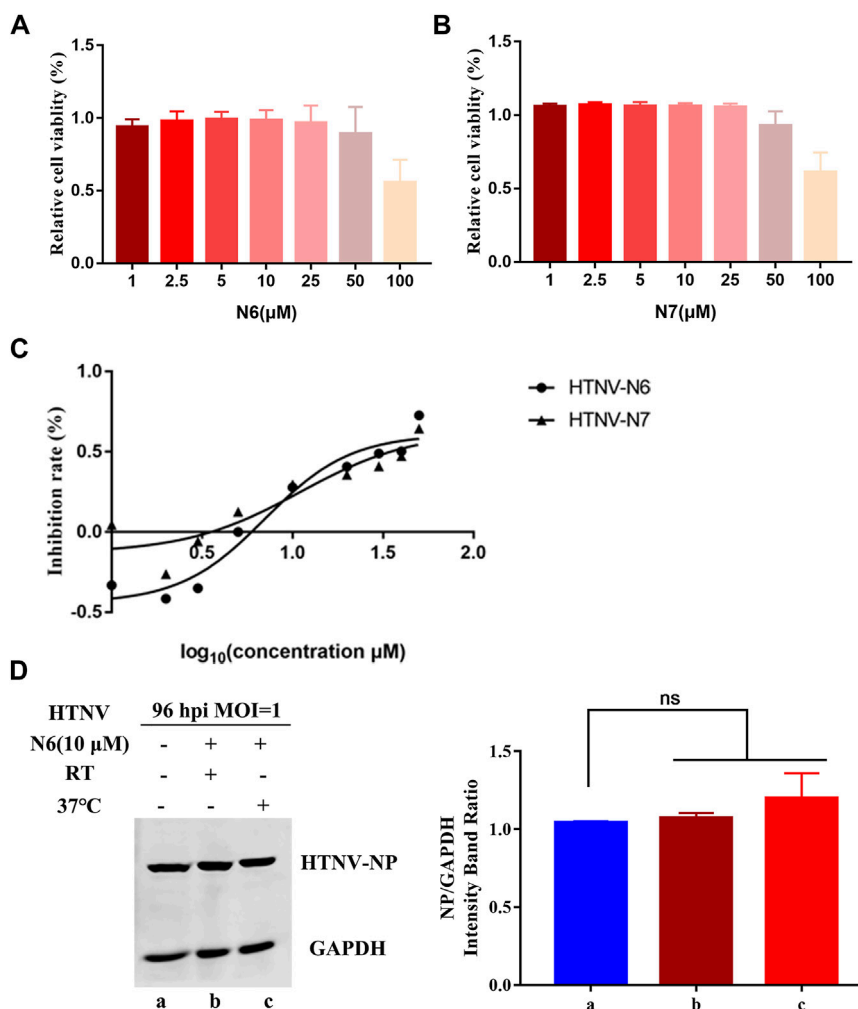 A
Relative cell viablity (%)
1.5
1.0
0.5
0.0
1 2.5 5 10 25 50 100
N6(μM)
B
Relative cell viablity (%)
1.5
1.0
0.5
0.0
1 2.5 5 10 25 50 100
N7(μM)
C
Inhibition rate (%)
1.0
0.5
0.0
-0.5
0.5 1.0 1.5 2.0
log10(concentration μM)
HTNV-N6
HTNV-N7
D
HTNV 96 hpi MOI=1
N6(10 μM) - + +
RT - + -
37℃ - - +
HTNV-NP
GAPDH
a b c
NP/GAPDH
Intensity Band Ratio
1.5
1.0
0.5
0.0
ns
a b c